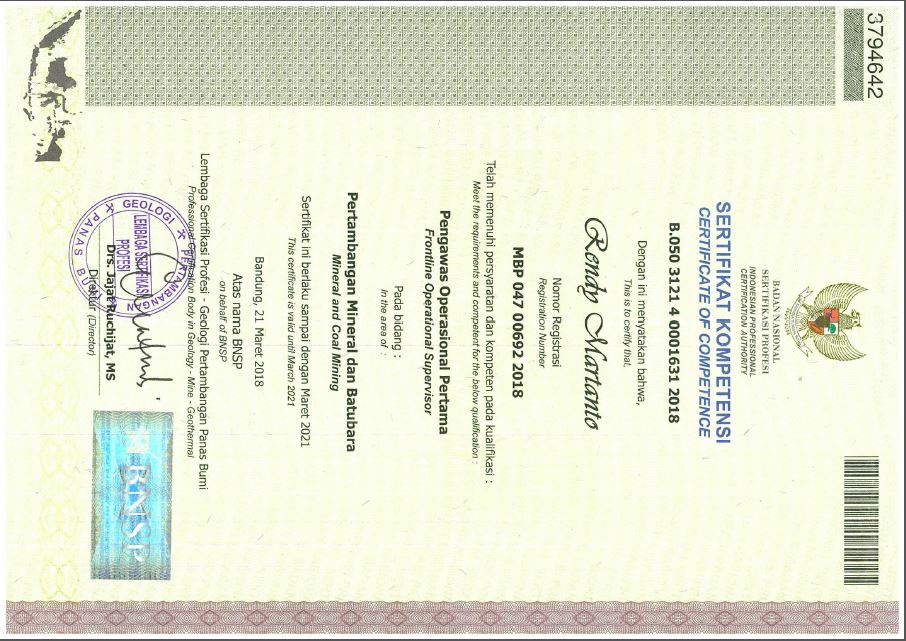 3794642
BADAN NASIONAL
SERTIFIKASI PROFESI
INDONESIAN PROFESSIONAL
CERTIFICATION AUTHORITY
SERTIFIKAT KOMPETENSI
CERTIFICATE OF COMPETENCE
B.050 3121 4 0001631 2018
Dengan ini menyatakan bahwa,
This is to certify that,
Rendy Martanto
Nomor Registrasi
Registration Number
MBP 047 00692 2018
Telah memenuhi persyaratan dan kompeten pada kualifikasi :
Meet the requirements and competent for the below qualification :
Pengawas Operasional Pertama
Frontline Operational Supervisor
Pada bidang :
In the area of :
Pertambangan Mineral dan Batubara
Mineral and Coal Mining
Sertifikat ini berlaku sampai dengan Maret 2021
This certificate is valid until March 2021
Bandung, 21 Maret 2018
Atas nama BNSP
on behalf of BNSP
Lembaga Sertifikasi Profesi - Geologi Pertambangan Panas Bumi
Professional Certification Body in Geology - Mine - Geothermal
GEOLOGI PERTAMBANGAN
LEMBAGA SERTIFIKASI
PROFESI
PANAS BUMI
BNSP
Drs. Jajat Ruchijat, MS
Direktur (Director)